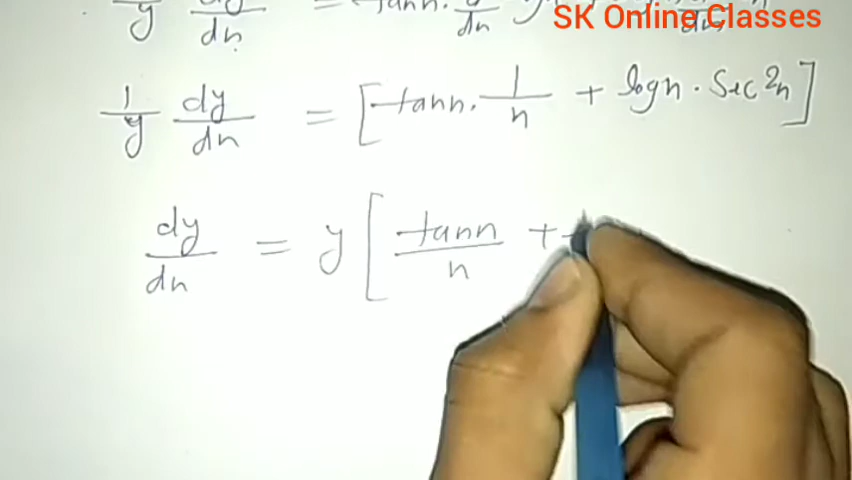 SK Online Classes
1/y dy/dn = [tann · 1/n + logn · Sec²n]
dy/dn = y [tann/n +